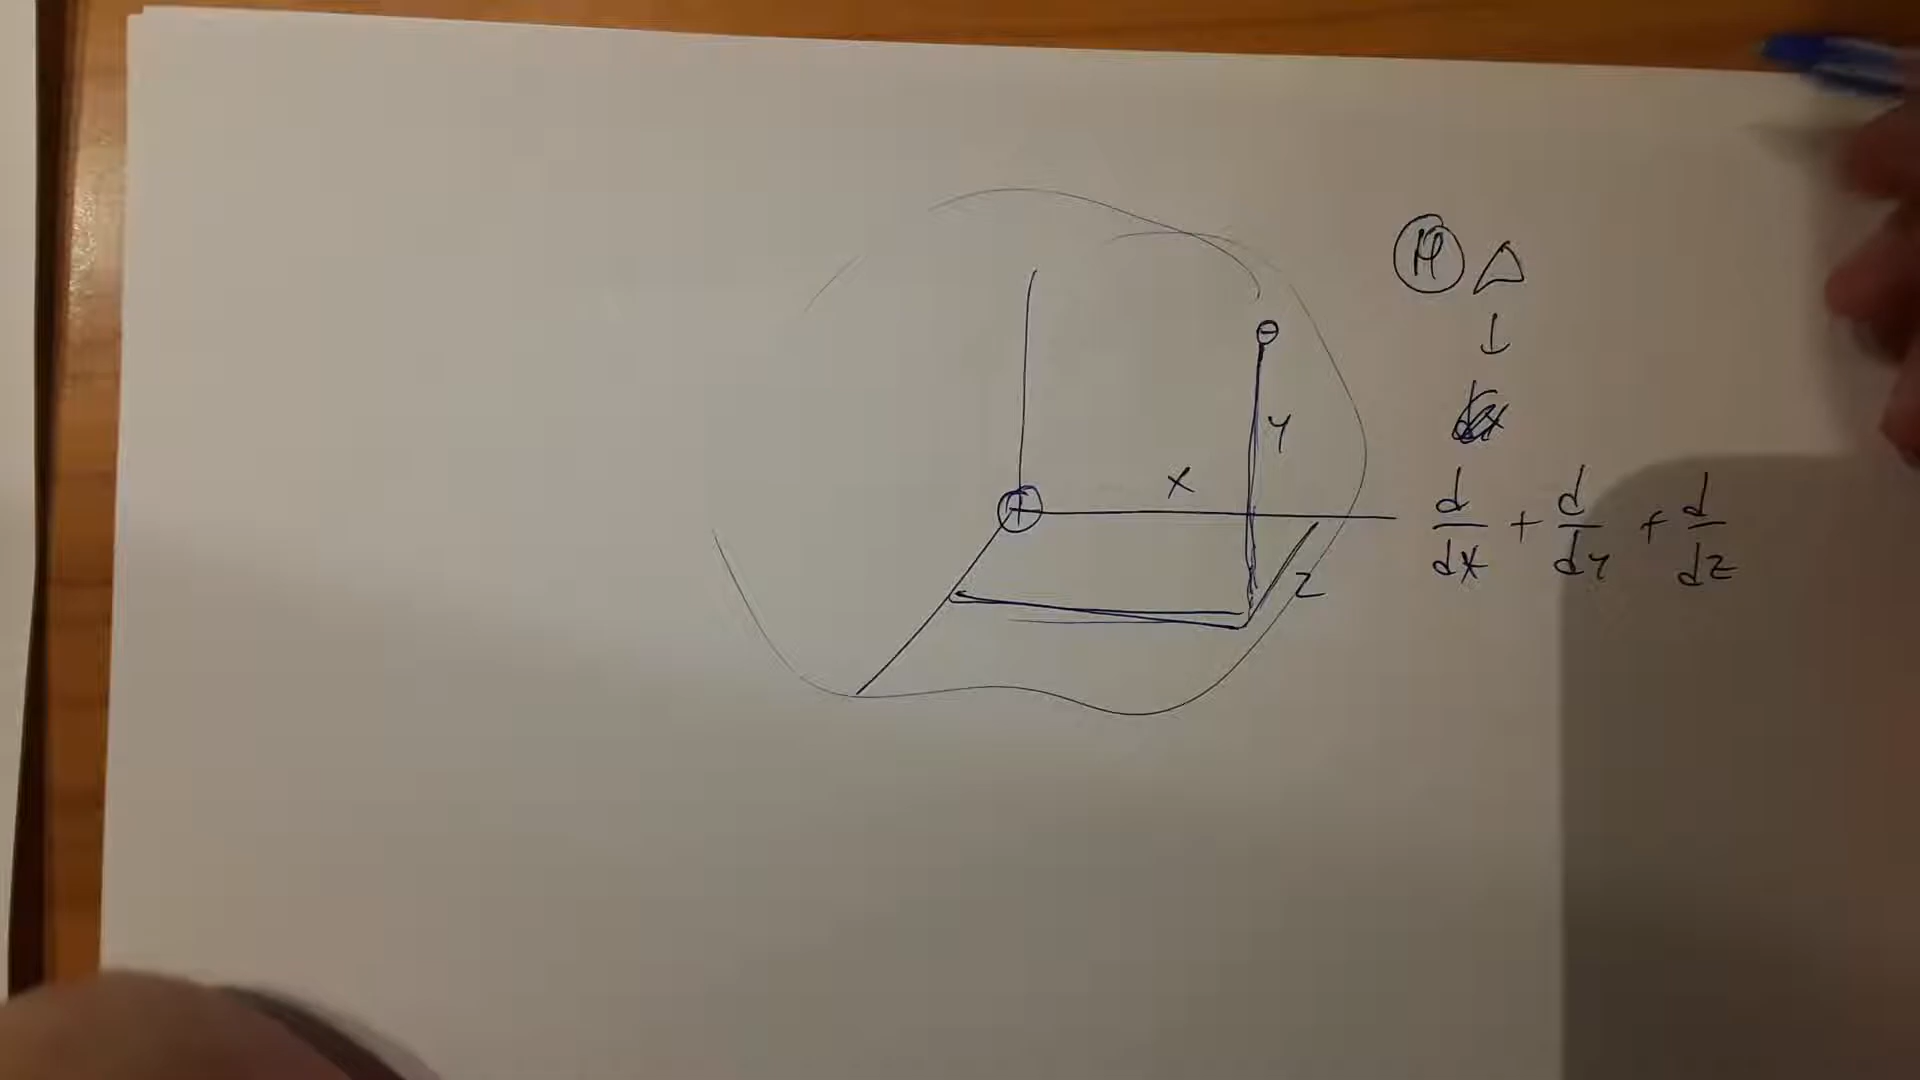 Δ
↓
d/dx + d/dy + d/dz
y
x
z
+
-